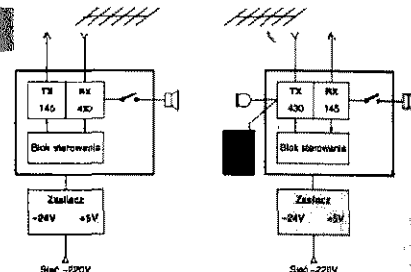 TX RX
145 430
Blok sterowania
Zasilacz
~24V +5V
Sieć ~220V
TX RX
430 145
Blok sterowania
Zasilacz
~24V +5V
Sieć ~220V